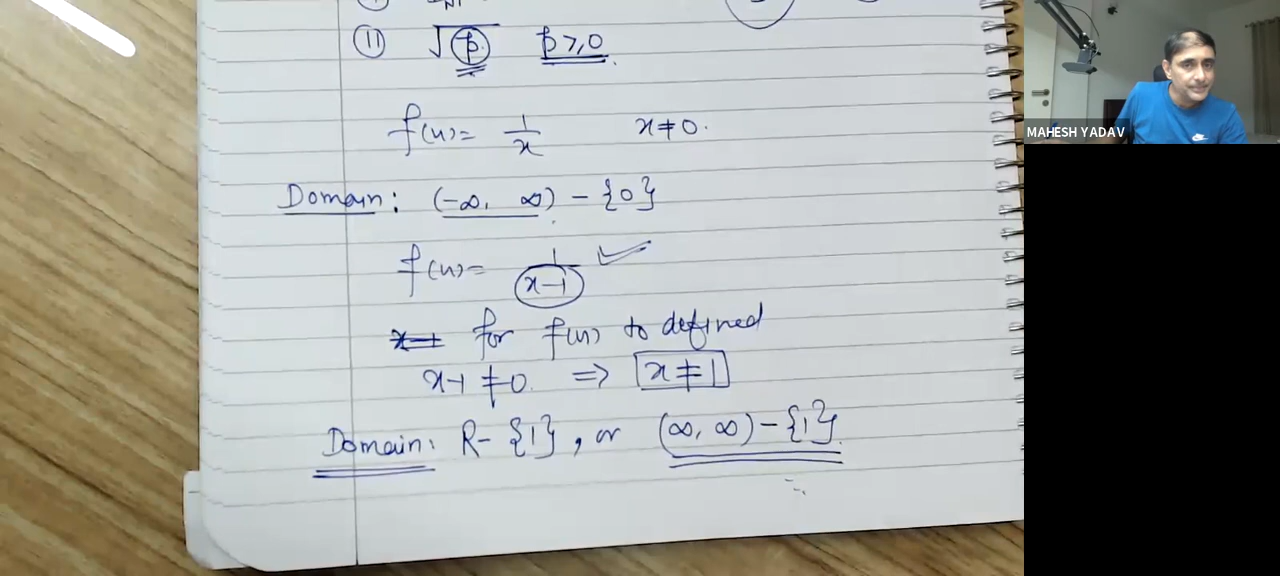 (11) √p p ≥ 0
f(x) = 1/x x ≠ 0.
Domain: (-∞, ∞) - {0}
f(x) = 1/(x-1) ✓
for f(x) to defined
x-1 ≠ 0. ⇒ x ≠ 1
Domain: R - {1}, or (∞, ∞) - {1}.
MAHESH YADAV